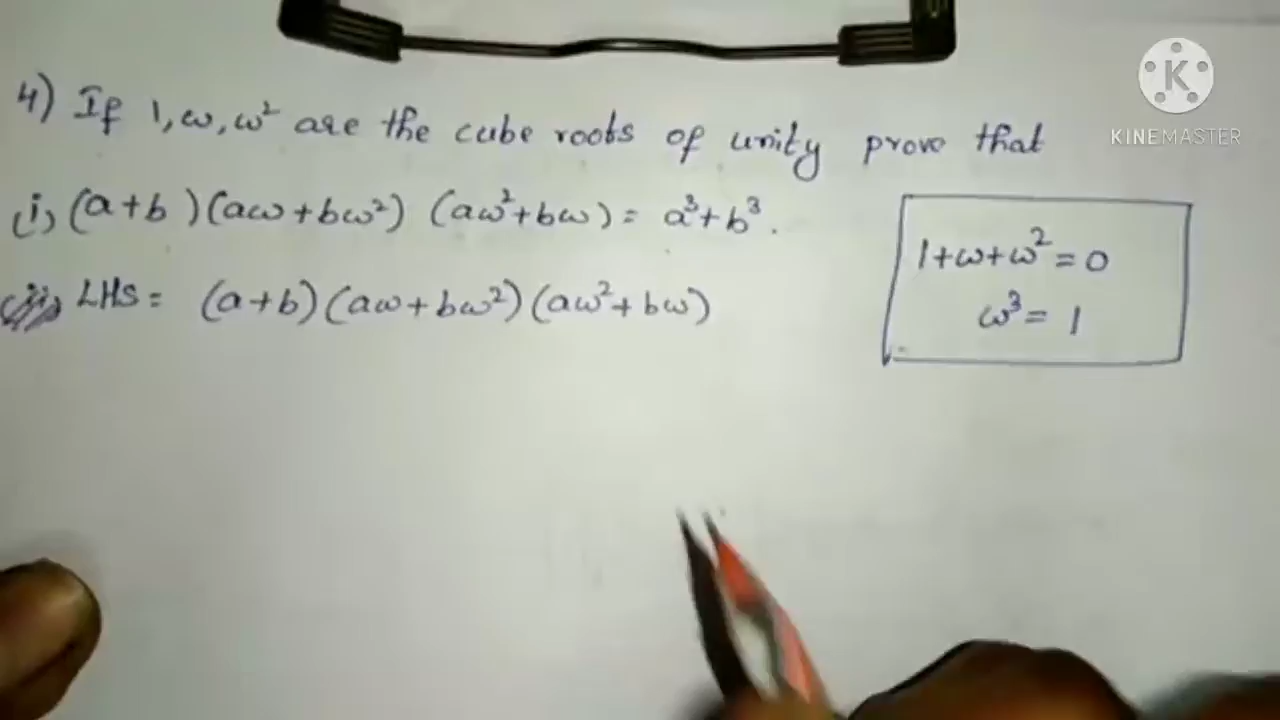 4) If 1, ω, ω² are the cube roots of unity prove that
(i) (a+b)(aω+bω²) (aω²+bω) = a³+b³.
LHS = (a+b)(aω+bω²)(aω²+bω)
1+ω+ω² = 0
ω³ = 1
K
KINEMASTER